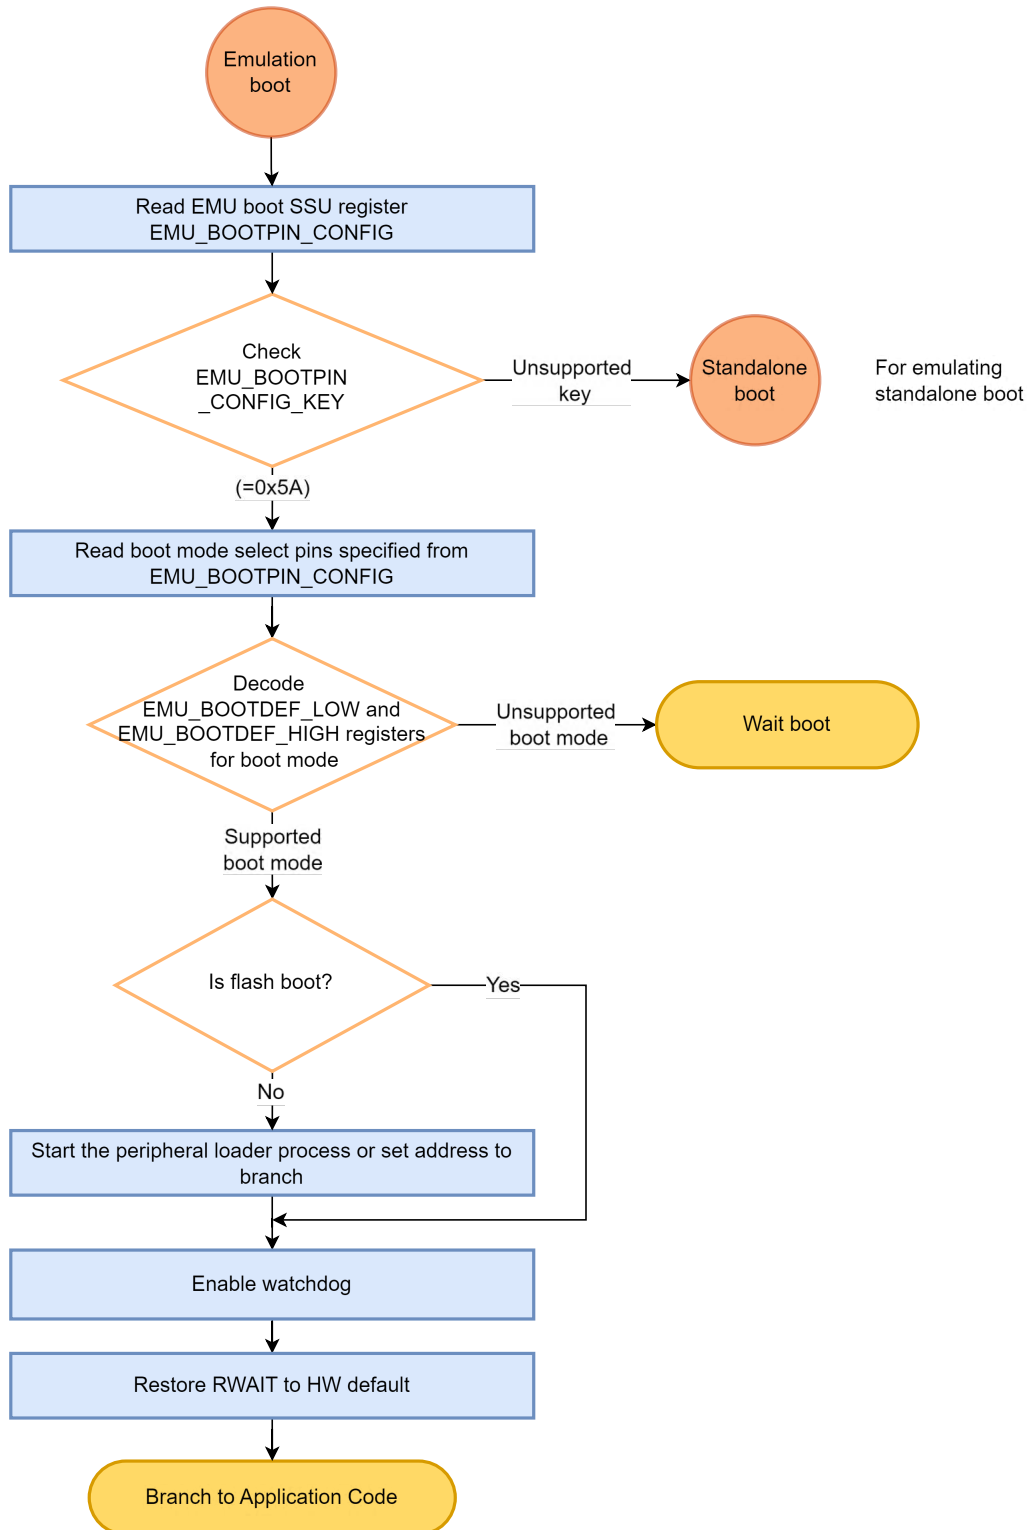 Emulation
boot
Read EMU boot SSU register
EMU_BOOTPIN_CONFIG
Check
EMU_BOOTPIN
_CONFIG_KEY
Unsupported
key
Standalone
boot
For emulating
standalone boot
(=0x5A)
Read boot mode select pins specified from
EMU_BOOTPIN_CONFIG
Decode
EMU_BOOTDEF_LOW and
EMU_BOOTDEF_HIGH registers
for boot mode
Unsupported
boot mode
Wait boot
Supported
boot mode
Is flash boot?
Yes
No
Start the peripheral loader process or set address to
branch
Enable watchdog
Restore RWAIT to HW default
Branch to Application Code